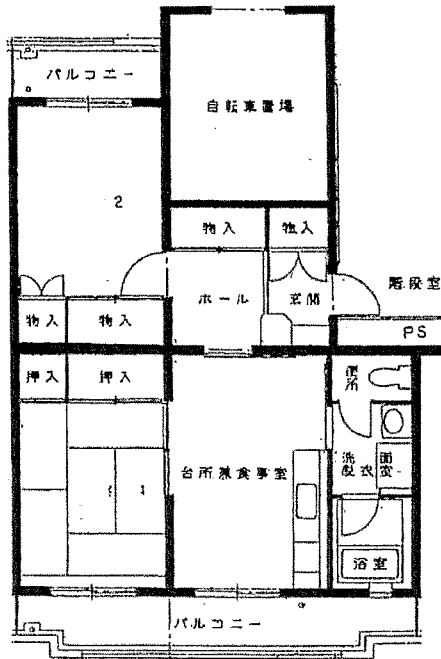 バルコニー
自転車置場
2
物入
物入
ホール
玄関
階段室
PS
物入
物入
押入
押入
便所
洗面
脱衣室
台所兼食事室
1
浴室
バルコニー